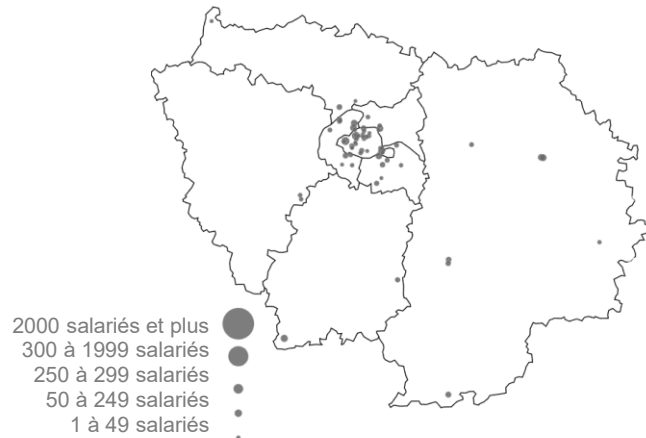 2000 salariés et plus
300 à 1999 salariés
250 à 299 salariés
50 à 249 salariés
1 à 49 salariés